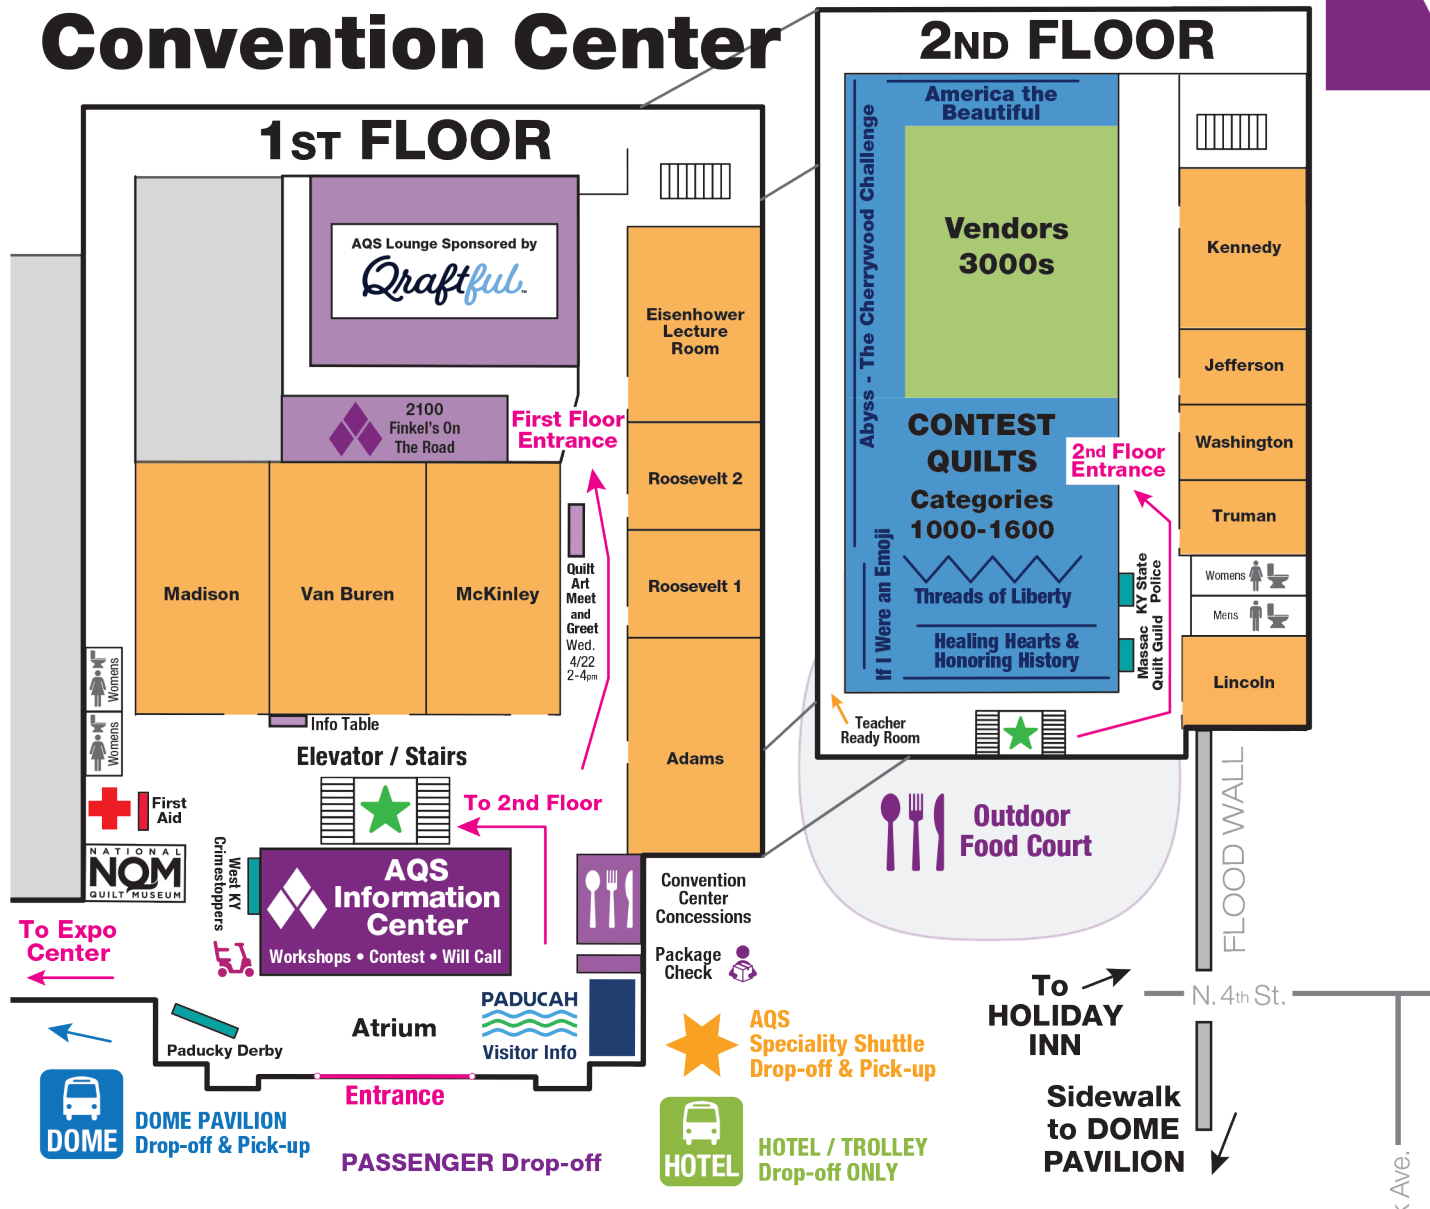 Convention Center
1ST FLOOR
AQS Lounge Sponsored by
Qraftful™
2100
Finkel's On
The Road
First Floor
Entrance
Eisenhower
Lecture
Room
Roosevelt 2
Roosevelt 1
Adams
Madison
Van Buren
McKinley
Quilt
Art
Meet
and
Greet
Wed.
4/22
2-4pm
Womens
Womens
Info Table
Elevator / Stairs
To 2nd Floor
First
Aid
NATIONAL
NQM
QUILT MUSEUM
West KY
Crimestoppers
AQS
Information
Center
Workshops • Contest • Will Call
Convention
Center
Concessions
Package
Check
To Expo
Center
Paducky Derby
Atrium
PADUCAH
Visitor Info
Entrance
DOME
DOME PAVILION
Drop-off & Pick-up
PASSENGER Drop-off
AQS
Speciality Shuttle
Drop-off & Pick-up
HOTEL
HOTEL / TROLLEY
Drop-off ONLY
2ND FLOOR
America the
Beautiful
Abyss - The Cherrywood Challenge
Vendors
3000s
CONTEST
QUILTS
Categories
1000-1600
If I Were an Emoji
Threads of Liberty
Healing Hearts &
Honoring History
2nd Floor
Entrance
KY State
Police
Massac
Quilt Guild
Kennedy
Jefferson
Washington
Truman
Womens
Mens
Lincoln
Teacher
Ready Room
Outdoor
Food Court
FLOOD WALL
To
HOLIDAY
INN
N. 4th St.
Sidewalk
to DOME
PAVILION
Ave.